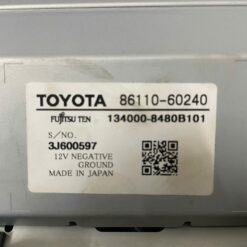 TOYOTA 86110-60240
FUJITSU TEN 134000-8480B101
S/NO.
3J600597
12V NEGATIVE
GROUND
MADE IN JAPAN